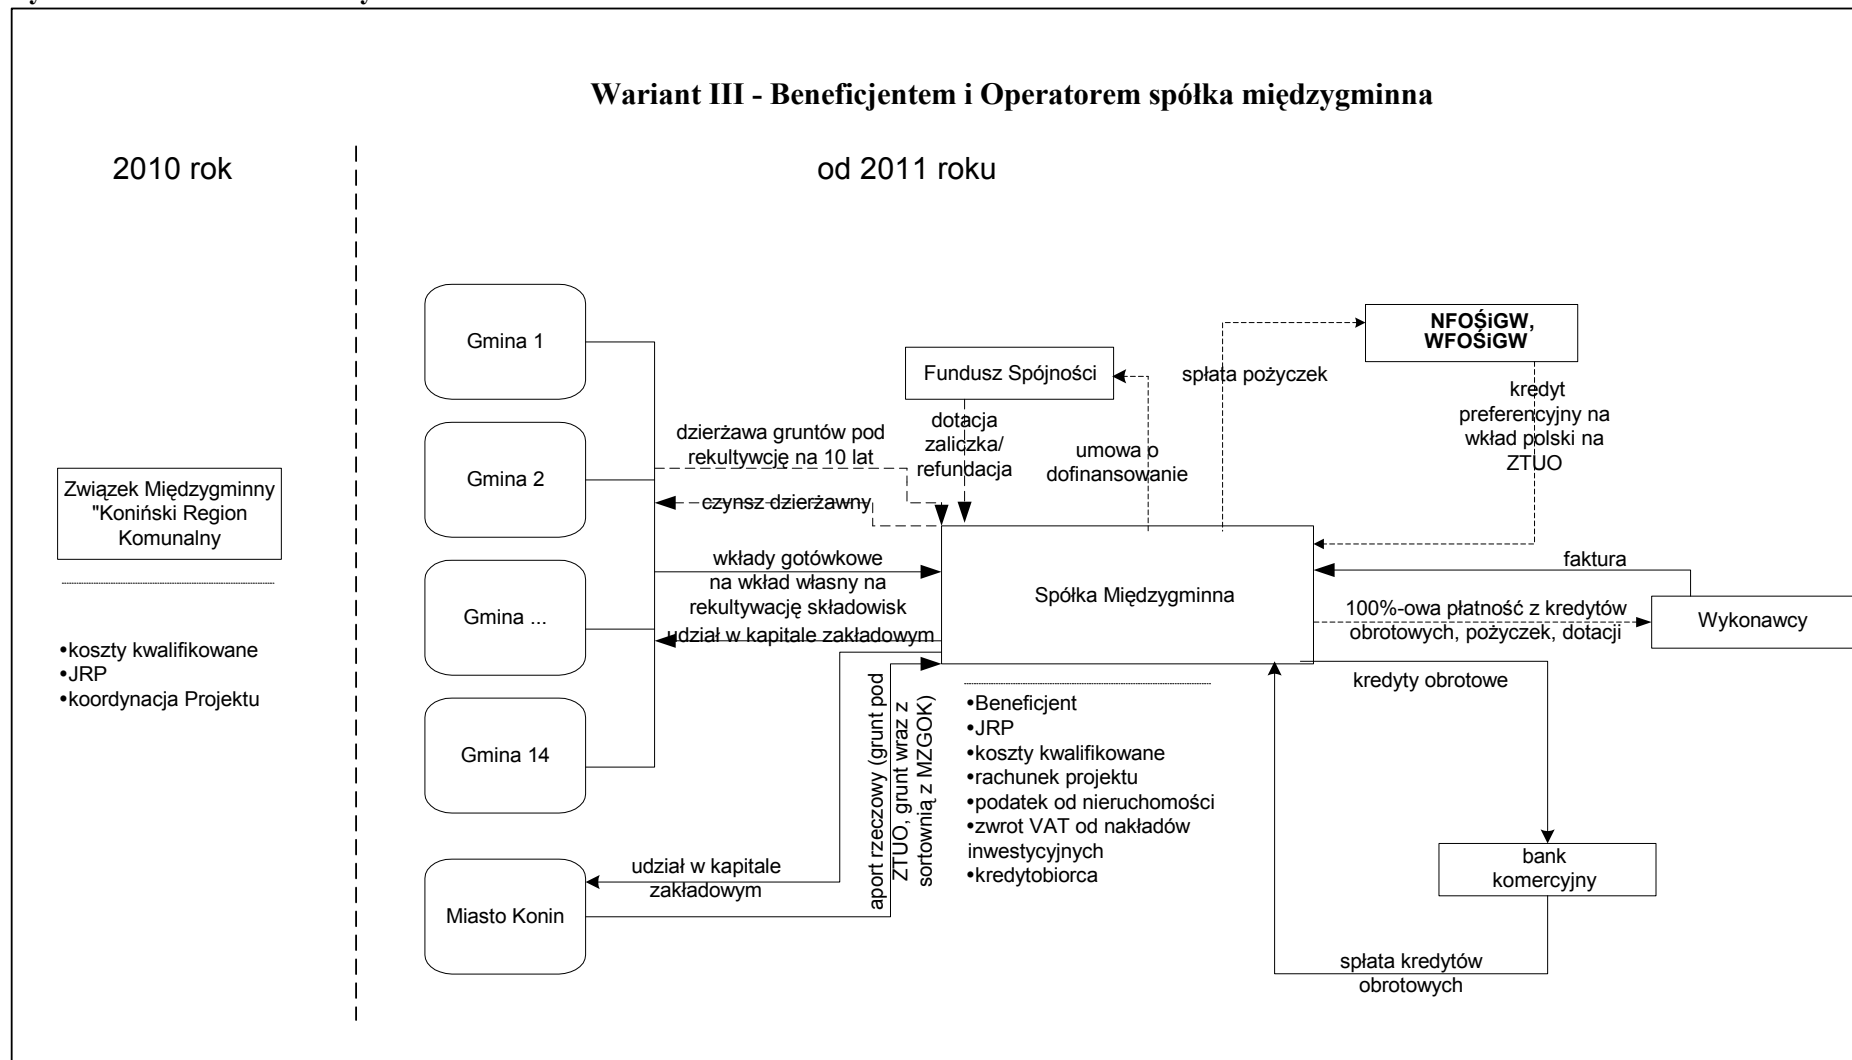 Wariant III - Beneficjentem i Operatorem spółka międzygminna
2010 rok
od 2011 roku
Związek Międzygminny
"Koniński Region
Komunalny
•koszty kwalifikowane
•JRP
•koordynacja Projektu
Gmina 1
Gmina 2
Gmina ...
Gmina 14
Miasto Konin
dzierżawa gruntów pod
rekultywcję na 10 lat
czynsz dzierżawny
wkłady gotówkowe
na wkład własny na
rekultywację składowisk
udział w kapitale zakładowym
udział w kapitale
zakładowym
aport rzeczowy (grunt pod
ZTUO, grunt wraz z
sortownią z MZGOK)
Fundusz Spójności
dotacja
zaliczka/
refundacja
umowa o
dofinansowanie
spłata pożyczek
NFOŚiGW,
WFOŚiGW
kredyt
preferencyjny na
wkład polski na
ZTUO
Spółka Międzygminna
•Beneficjent
•JRP
•koszty kwalifikowane
•rachunek projektu
•podatek od nieruchomości
•zwrot VAT od nakładów
inwestycyjnych
•kredytobiorca
faktura
100%-owa płatność z kredytów
obrotowych, pożyczek, dotacji
Wykonawcy
kredyty obrotowe
bank
komercyjny
spłata kredytów
obrotowych